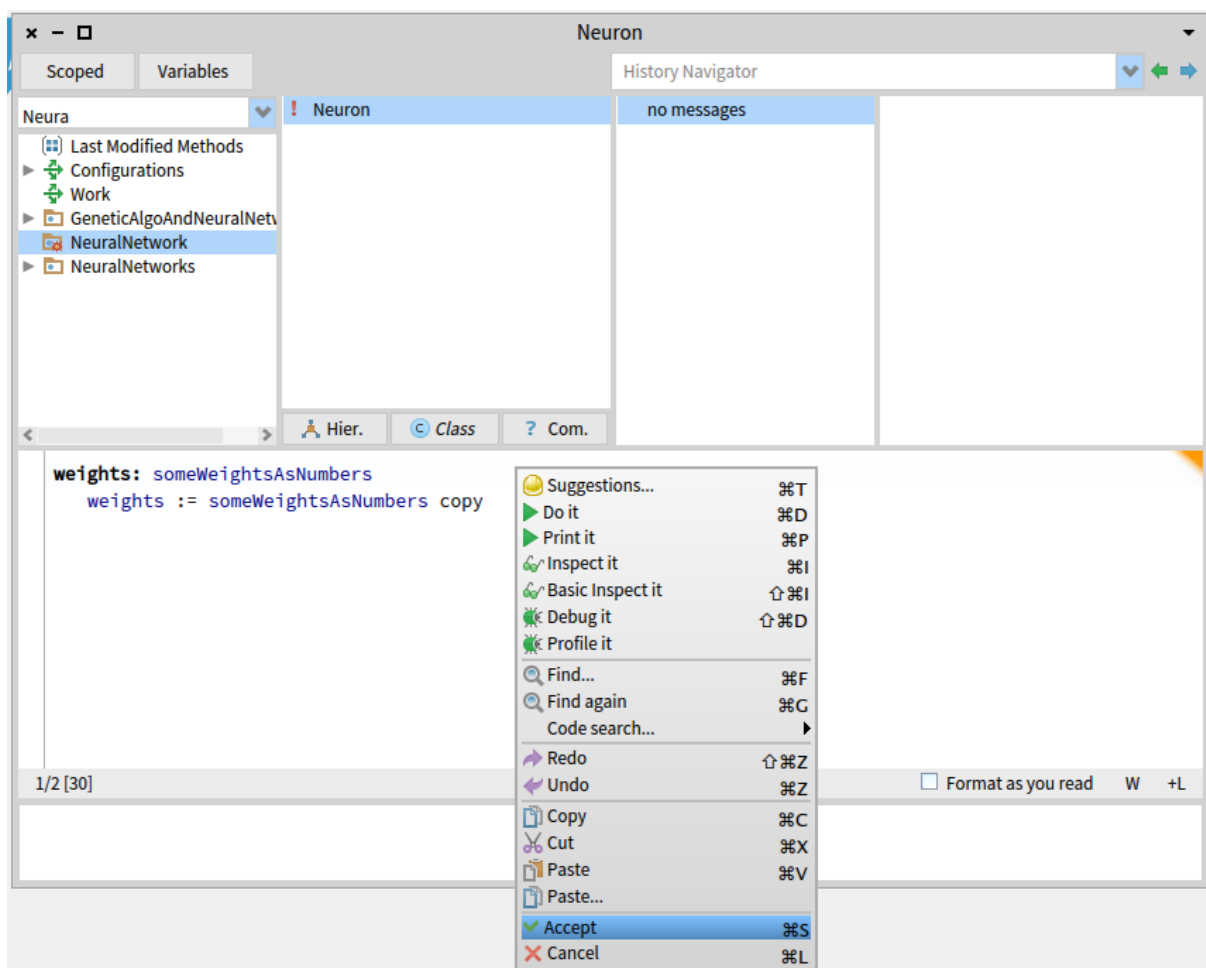 Neuron
Scoped Variables History Navigator
Neura
Last Modified Methods
Configurations
Work
GeneticAlgoAndNeuralNetw
NeuralNetwork
NeuralNetworks
! Neuron
no messages
Hier. C Class ? Com.
weights: someWeightsAsNumbers
weights := someWeightsAsNumbers copy
Suggestions... ⌘T
Do it ⌘D
Print it ⌘P
Inspect it ⌘I
Basic Inspect it ⇧⌘I
Debug it ⇧⌘D
Profile it
Find... ⌘F
Find again ⌘G
Code search...
Redo ⇧⌘Z
Undo ⌘Z
Copy ⌘C
Cut ⌘X
Paste ⌘V
Paste...
Accept ⌘S
Cancel ⌘L
1/2 [30] Format as you read W +L